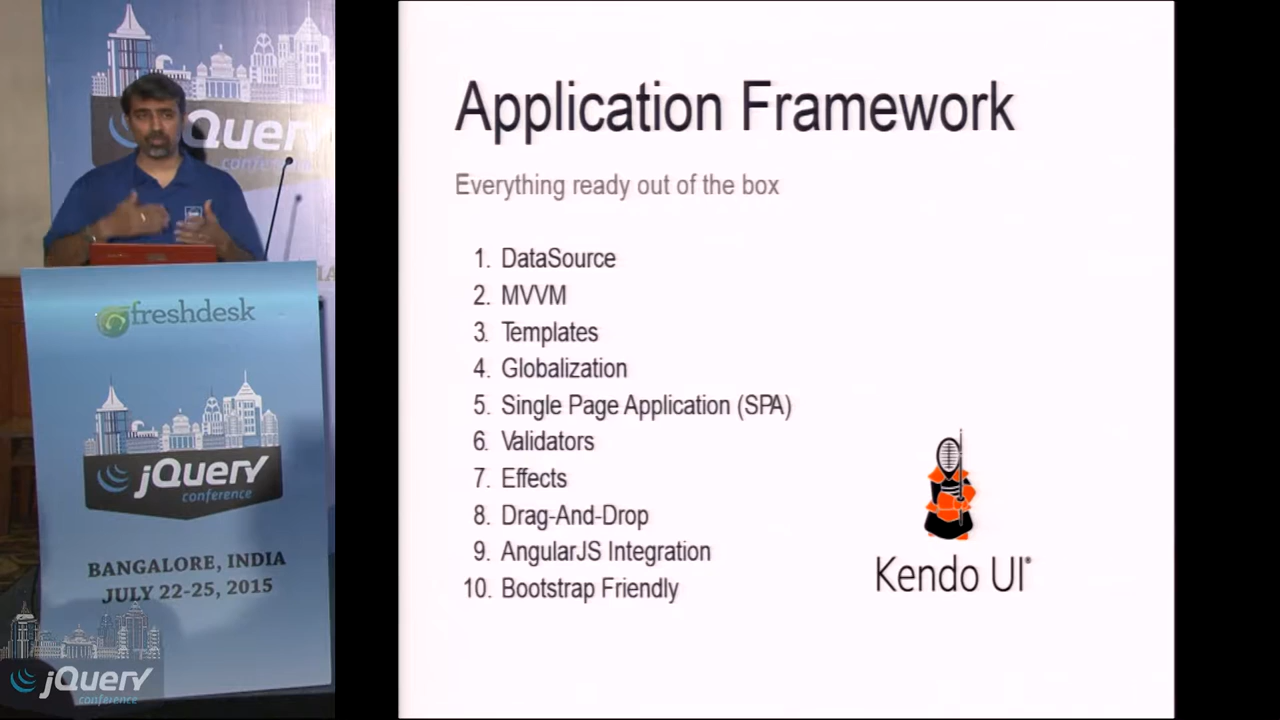 jQuery
conference
freshdesk
jQuery
conference
BANGALORE, INDIA
JULY 22-25, 2015
jQuery
conference
Application Framework
Everything ready out of the box
1. DataSource
2. MVVM
3. Templates
4. Globalization
5. Single Page Application (SPA)
6. Validators
7. Effects
8. Drag-And-Drop
9. AngularJS Integration
10. Bootstrap Friendly
Kendo UI®